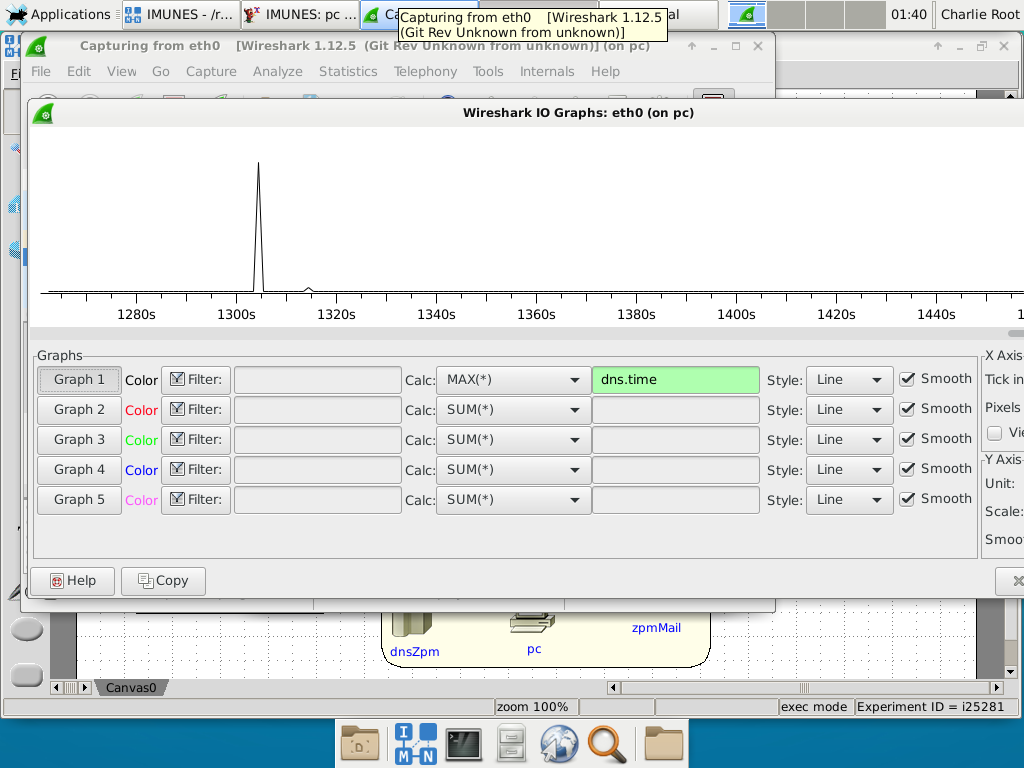 Applications
IMUNES - /r...
IMUNES: pc ...
01:40
Charlie Root
Capturing from eth0 [Wireshark 1.12.5
(Git Rev Unknown from unknown)]
Capturing from eth0 [Wireshark 1.12.5 (Git Rev Unknown from unknown)] (on pc)
File Edit View Go Capture Analyze Statistics Telephony Tools Internals Help
Wireshark IO Graphs: eth0 (on pc)
1280s 1300s 1320s 1340s 1360s 1380s 1400s 1420s 1440s
Graphs
X Axis
Graph 1 Color Filter: Calc: MAX(*) dns.time Style: Line Smooth
Tick in
Graph 2 Color Filter: Calc: SUM(*) Style: Line Smooth
Pixels
Graph 3 Color Filter: Calc: SUM(*) Style: Line Smooth
Y Axis
Graph 4 Color Filter: Calc: SUM(*) Style: Line Smooth
Unit:
Graph 5 Color Filter: Calc: SUM(*) Style: Line Smooth
Scale:
Smoo
Help Copy
zpmMail
dnsZpm pc
Canvas0
zoom 100% exec mode Experiment ID = i25281